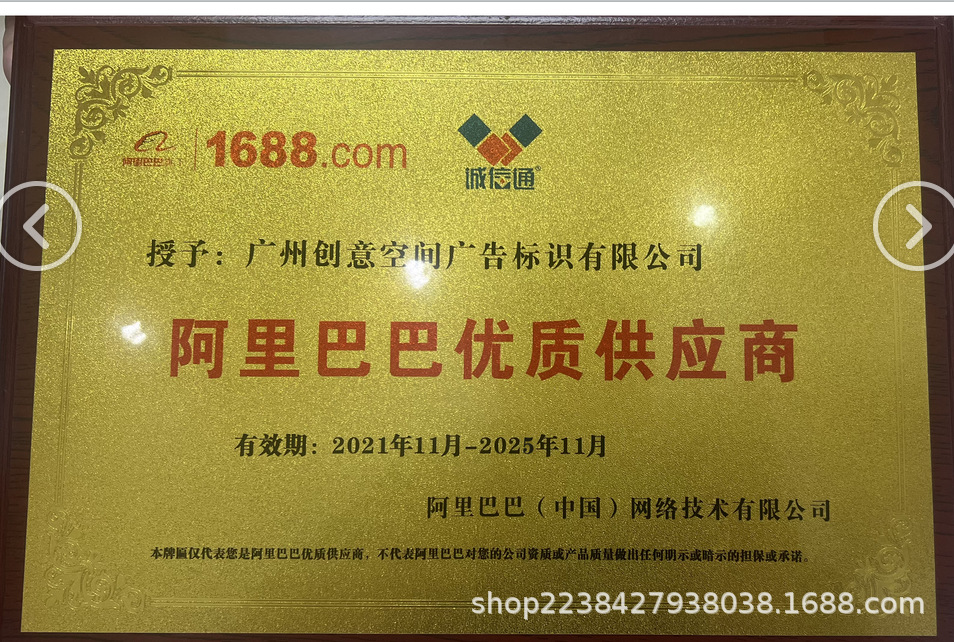 阿里巴巴旗下
1688.com
诚信通®
授予：广州创意空间广告标识有限公司
阿里巴巴优质供应商
有效期：2021年11月-2025年11月
阿里巴巴（中国）网络技术有限公司
本牌匾仅代表您是阿里巴巴优质供应商，不代表阿里巴巴对您的公司资质或产品质量做出任何明示或暗示的担保或承诺。
shop2238427938038.1688.com